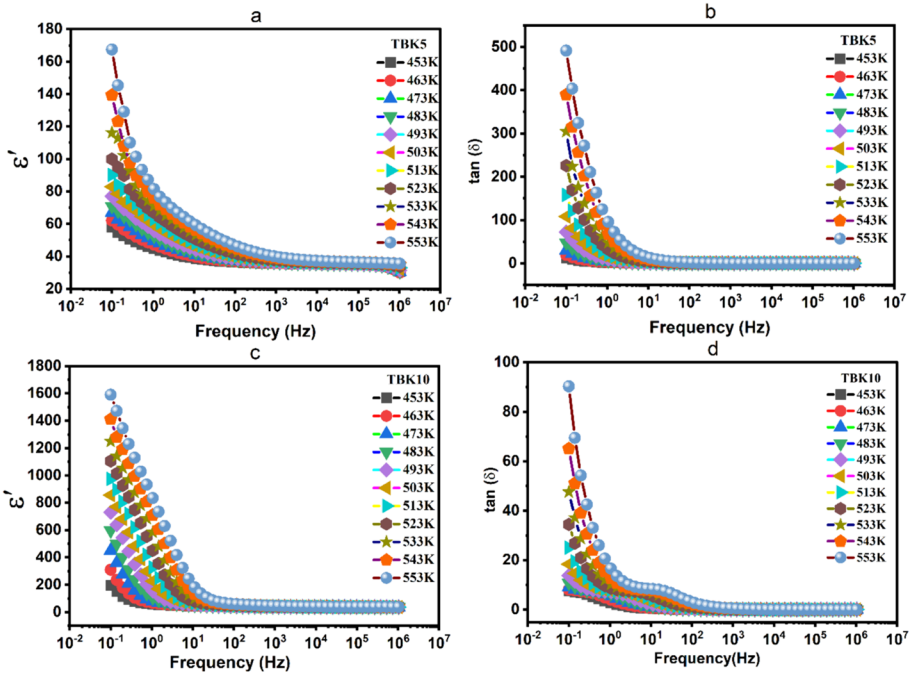 a
180
160
140
120
100
80
60
40
20
ε′
TBK5
453K
463K
473K
483K
493K
503K
513K
523K
533K
543K
553K
10⁻² 10⁻¹ 10⁰ 10¹ 10² 10³ 10⁴ 10⁵ 10⁶ 10⁷
Frequency (Hz)
b
500
400
300
200
100
0
tan (δ)
TBK5
453K
463K
473K
483K
493K
503K
513K
523K
533K
543K
553K
10⁻² 10⁻¹ 10⁰ 10¹ 10² 10³ 10⁴ 10⁵ 10⁶ 10⁷
Frequency (Hz)
c
1800
1600
1400
1200
1000
800
600
400
200
0
ε′
TBK10
453K
463K
473K
483K
493K
503K
513K
523K
533K
543K
553K
10⁻² 10⁻¹ 10⁰ 10¹ 10² 10³ 10⁴ 10⁵ 10⁶ 10⁷
Frequency (Hz)
d
100
80
60
40
20
0
tan (δ)
TBK10
453K
463K
473K
483K
493K
503K
513K
523K
533K
543K
553K
10⁻² 10⁻¹ 10⁰ 10¹ 10² 10³ 10⁴ 10⁵ 10⁶ 10⁷
Frequency(Hz)